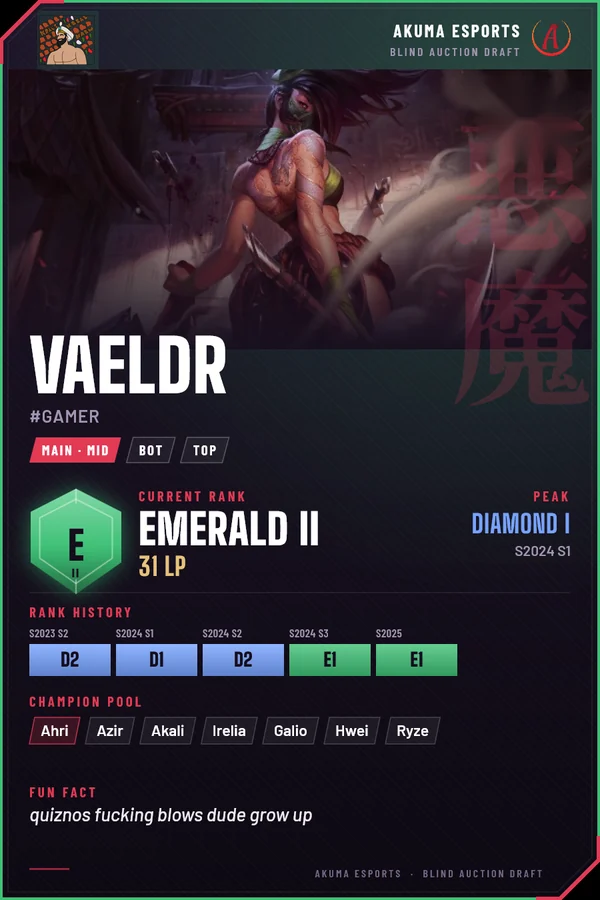 AKUMA ESPORTS
BLIND AUCTION DRAFT
悪
魔
VAELDR
#GAMER
MAIN · MID BOT TOP
CURRENT RANK
EMERALD II
31 LP
E
II
PEAK
DIAMOND I
S2024 S1
RANK HISTORY
S2023 S2 S2024 S1 S2024 S2 S2024 S3 S2025
D2 D1 D2 E1 E1
CHAMPION POOL
Ahri Azir Akali Irelia Galio Hwei Ryze
FUN FACT
quiznos fucking blows dude grow up
AKUMA ESPORTS · BLIND AUCTION DRAFT